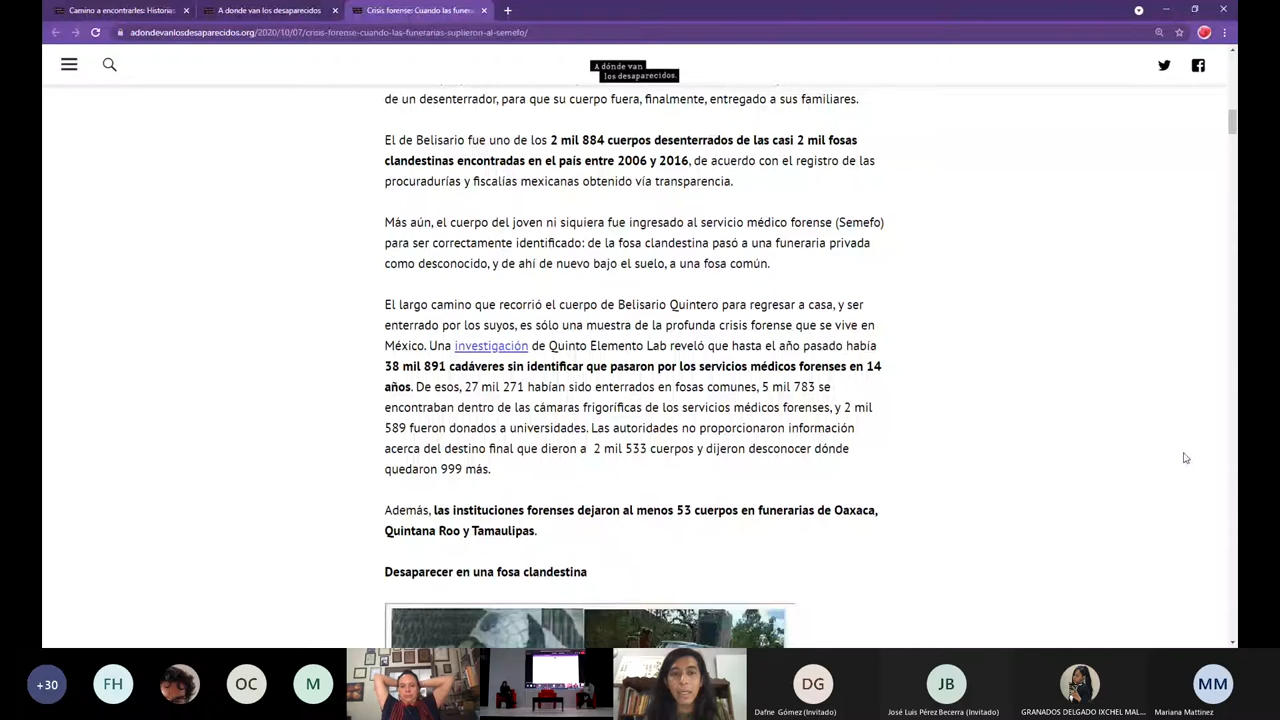 Camino a encontrarles: Historias
A donde van los desaparecidos
Crisis forense: Cuando las funer
adondevanlosdesaparecidos.org/2020/10/07/crisis-forense-cuando-las-funerarias-suplieron-al-semefo/
A dónde van
los desaparecidos.
de un desenterrador, para que su cuerpo fuera, finalmente, entregado a sus familiares.
El de Belisario fue uno de los 2 mil 884 cuerpos desenterrados de las casi 2 mil fosas
clandestinas encontradas en el país entre 2006 y 2016, de acuerdo con el registro de las
procuradurías y fiscalías mexicanas obtenido vía transparencia.
Más aún, el cuerpo del joven ni siquiera fue ingresado al servicio médico forense (Semefo)
para ser correctamente identificado: de la fosa clandestina pasó a una funeraria privada
como desconocido, y de ahí de nuevo bajo el suelo, a una fosa común.
El largo camino que recorrió el cuerpo de Belisario Quintero para regresar a casa, y ser
enterrado por los suyos, es sólo una muestra de la profunda crisis forense que se vive en
México. Una investigación de Quinto Elemento Lab reveló que hasta el año pasado había
38 mil 891 cadáveres sin identificar que pasaron por los servicios médicos forenses en 14
años. De esos, 27 mil 271 habían sido enterrados en fosas comunes, 5 mil 783 se
encontraban dentro de las cámaras frigoríficas de los servicios médicos forenses, y 2 mil
589 fueron donados a universidades. Las autoridades no proporcionaron información
acerca del destino final que dieron a 2 mil 533 cuerpos y dijeron desconocer dónde
quedaron 999 más.
Además, las instituciones forenses dejaron al menos 53 cuerpos en funerarias de Oaxaca,
Quintana Roo y Tamaulipas.
Desaparecer en una fosa clandestina
+30
FH
OC
M
DG
JB
MM
Dafne Gómez (Invitado)
José Luis Pérez Becerra (Invitado)
GRANADOS DELGADO IXCHEL MAL...
Mariana Mattinez